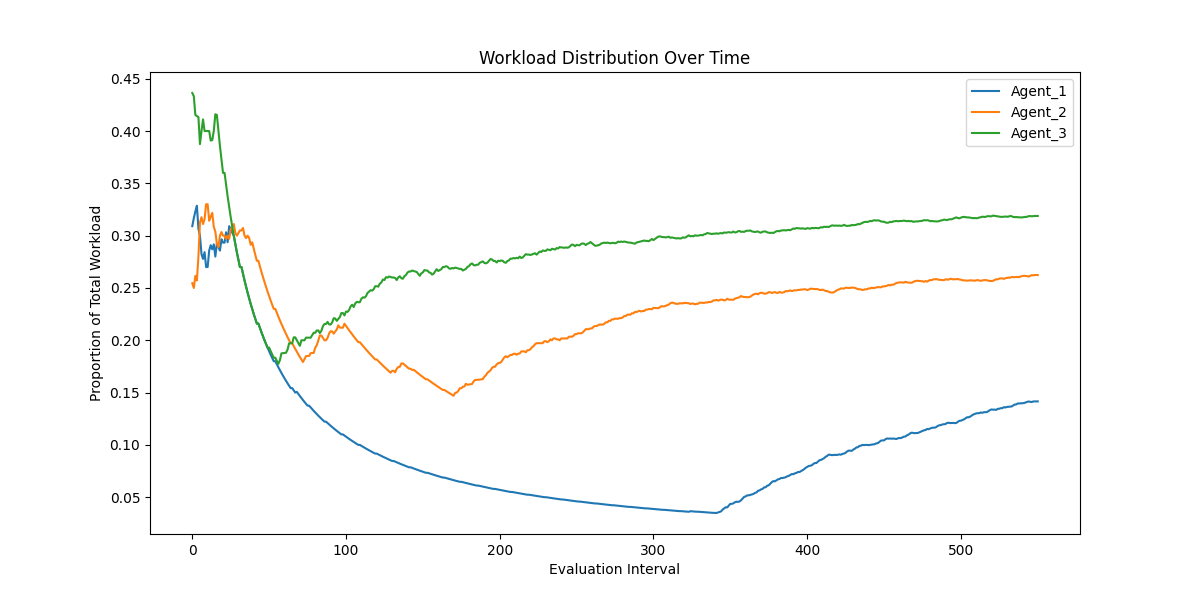 Workload Distribution Over Time
Agent_1
Agent_2
Agent_3
Proportion of Total Workload
0.45
0.40
0.35
0.30
0.25
0.20
0.15
0.10
0.05
0
100
200
300
400
500
Evaluation Interval